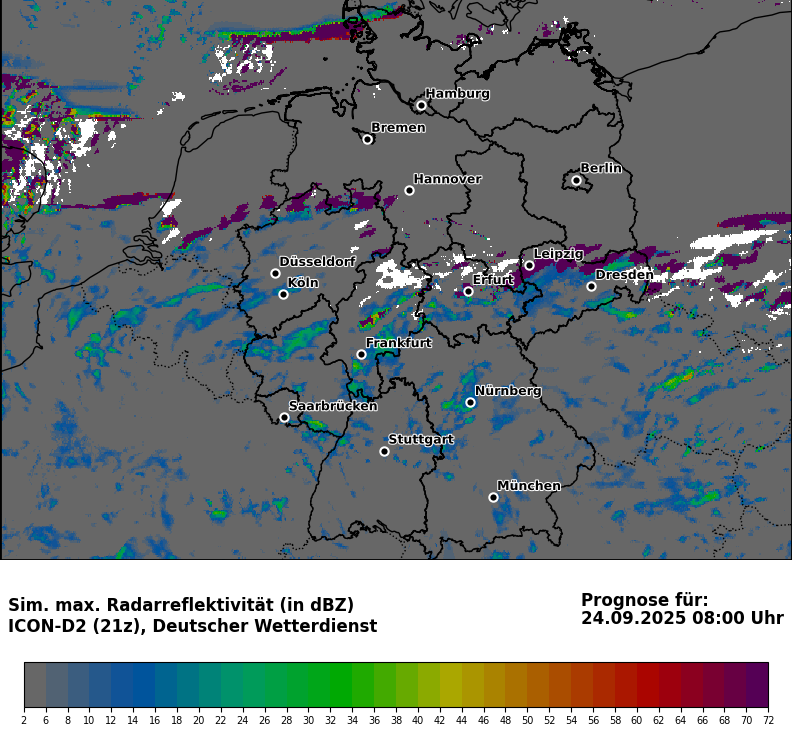 Hamburg
Bremen
Berlin
Hannover
Leipzig
Düsseldorf
Dresden
Köln
Erfurt
Frankfurt
Nürnberg
Saarbrücken
Stuttgart
München
Sim. max. Radarreflektivität (in dBZ)
ICON-D2 (21z), Deutscher Wetterdienst
Prognose für:
24.09.2025 08:00 Uhr
2 6 8 10 12 14 16 18 20 22 24 26 28 30 32 34 36 38 40 42 44 46 48 50 52 54 56 58 60 62 64 66 68 70 72